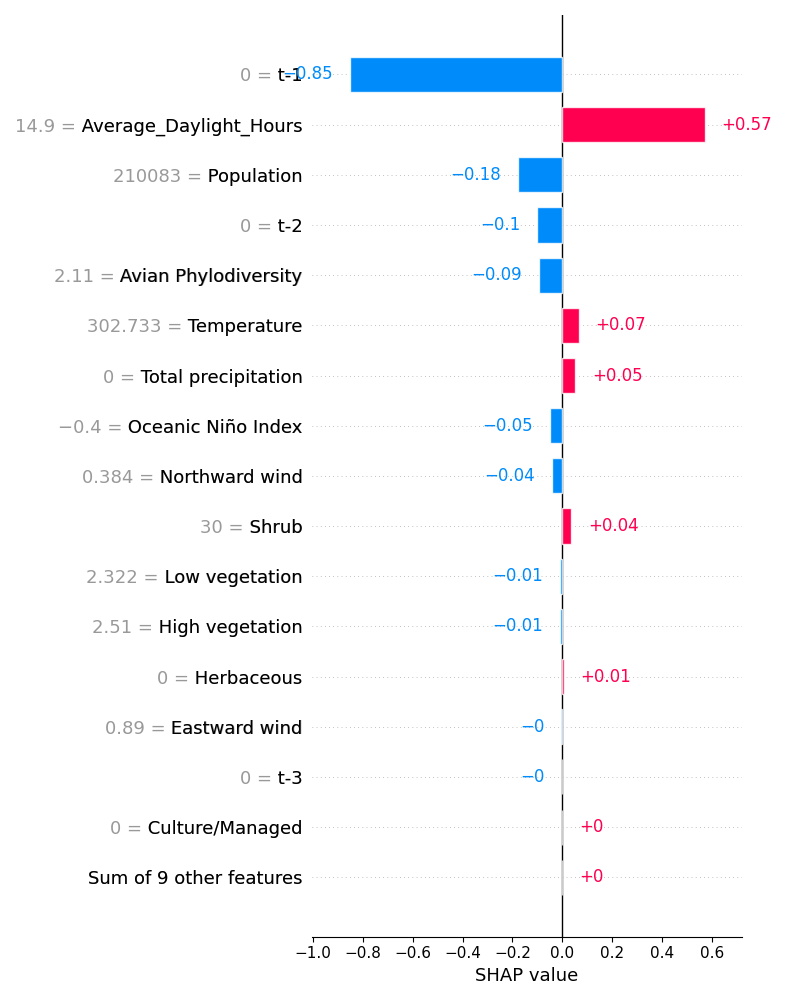 0 = t-1 −0.85
14.9 = Average_Daylight_Hours +0.57
210083 = Population −0.18
0 = t-2 −0.1
2.11 = Avian Phylodiversity −0.09
302.733 = Temperature +0.07
0 = Total precipitation +0.05
−0.4 = Oceanic Niño Index −0.05
0.384 = Northward wind −0.04
30 = Shrub +0.04
2.322 = Low vegetation −0.01
2.51 = High vegetation −0.01
0 = Herbaceous +0.01
0.89 = Eastward wind −0
0 = t-3 −0
0 = Culture/Managed +0
Sum of 9 other features +0
−1.0 −0.8 −0.6 −0.4 −0.2 0.0 0.2 0.4 0.6
SHAP value